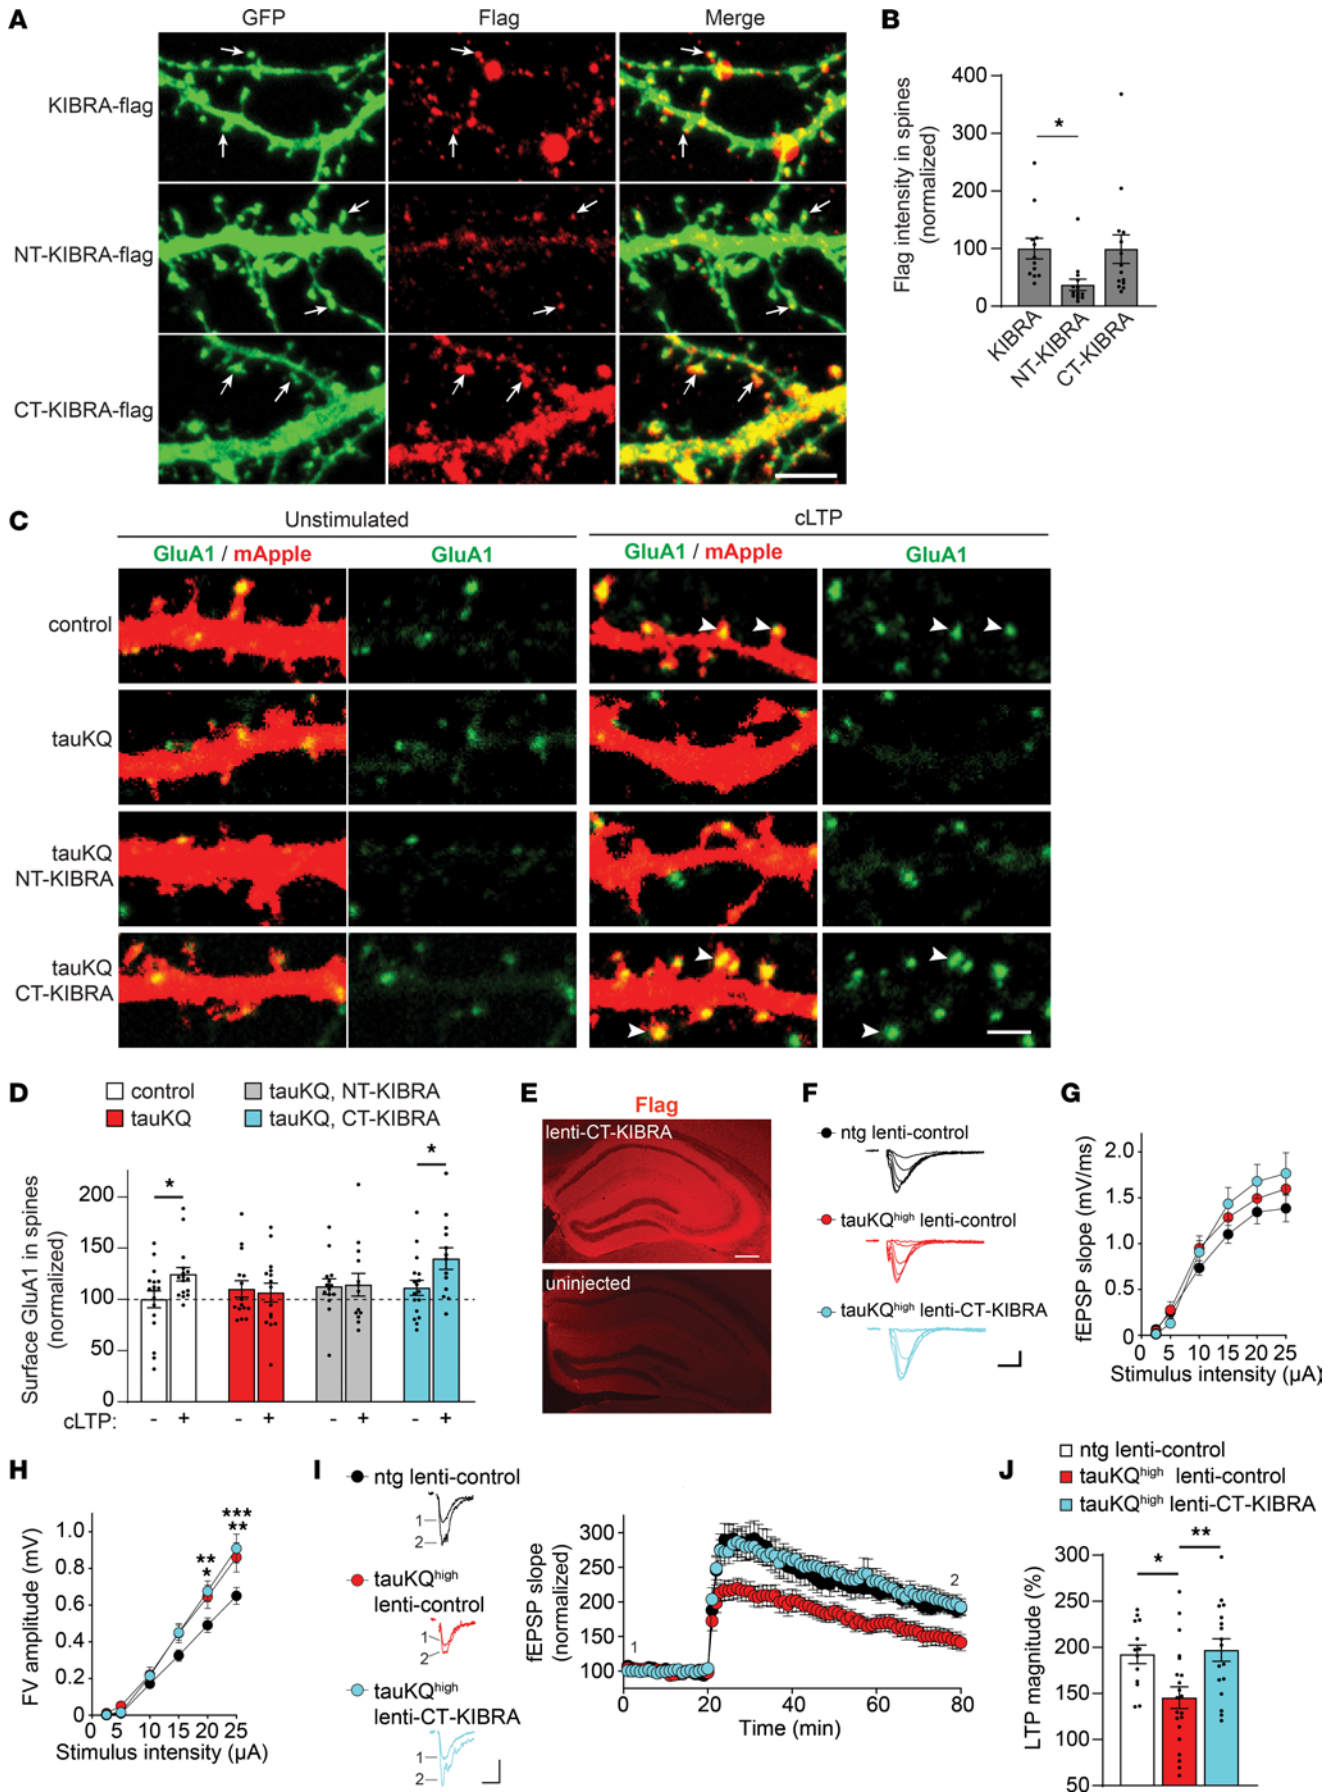 A
GFP
Flag
Merge
KIBRA-flag
NT-KIBRA-flag
CT-KIBRA-flag
B
Flag intensity in spines
(normalized)
400
300
200
100
0
*
KIBRA
NT-KIBRA
CT-KIBRA
C
Unstimulated
cLTP
GluA1 / mApple
GluA1
GluA1 / mApple
GluA1
control
tauKQ
tauKQ
NT-KIBRA
tauKQ
CT-KIBRA
D
control
tauKQ
tauKQ, NT-KIBRA
tauKQ, CT-KIBRA
Surface GluA1 in spines
(normalized)
200
150
100
50
0
*
*
cLTP:
- + - + - + - +
E
Flag
lenti-CT-KIBRA
uninjected
F
ntg lenti-control
tauKQhigh lenti-control
tauKQhigh lenti-CT-KIBRA
G
fEPSP slope (mV/ms)
2.0
1.5
1.0
0.5
0
0 5 10 15 20 25
Stimulus intensity (µA)
H
FV amplitude (mV)
1.0
0.8
0.6
0.4
0.2
0
**
*
***
**
0 5 10 15 20 25
Stimulus intensity (µA)
I
ntg lenti-control
1
2
tauKQhigh
lenti-control
1
2
tauKQhigh
lenti-CT-KIBRA
1
2
fEPSP slope
(normalized)
300
250
200
150
100
1
2
0 20 40 60 80
Time (min)
J
ntg lenti-control
tauKQhigh lenti-control
tauKQhigh lenti-CT-KIBRA
LTP magnitude (%)
300
250
200
150
100
50
*
**